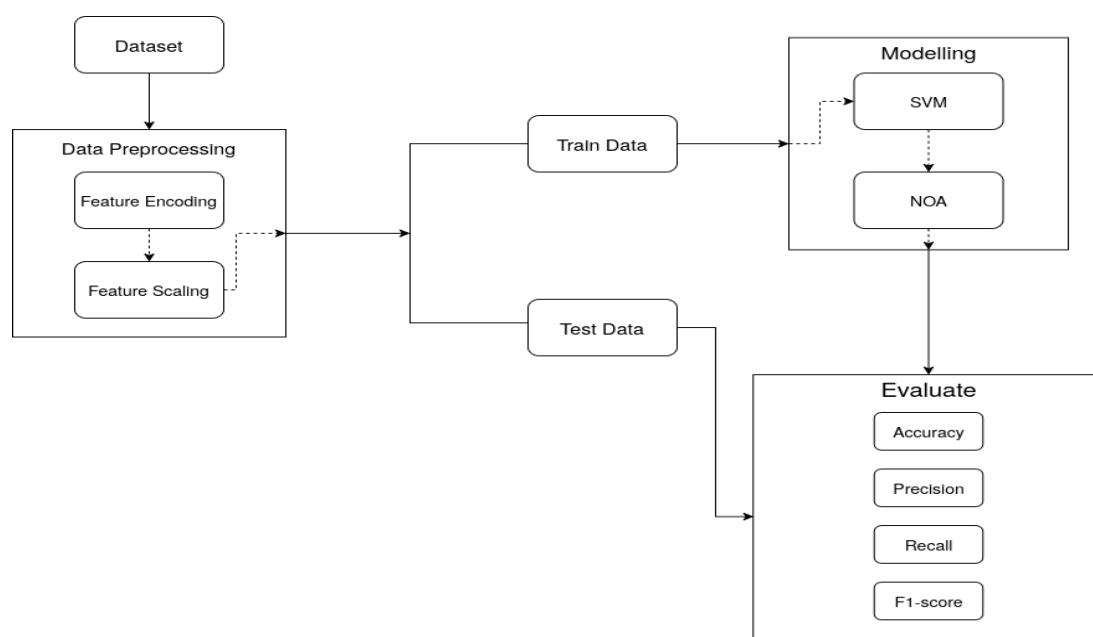 Dataset
Data Preprocessing
Feature Encoding
Feature Scaling
Train Data
Test Data
Modelling
SVM
NOA
Evaluate
Accuracy
Precision
Recall
F1-score